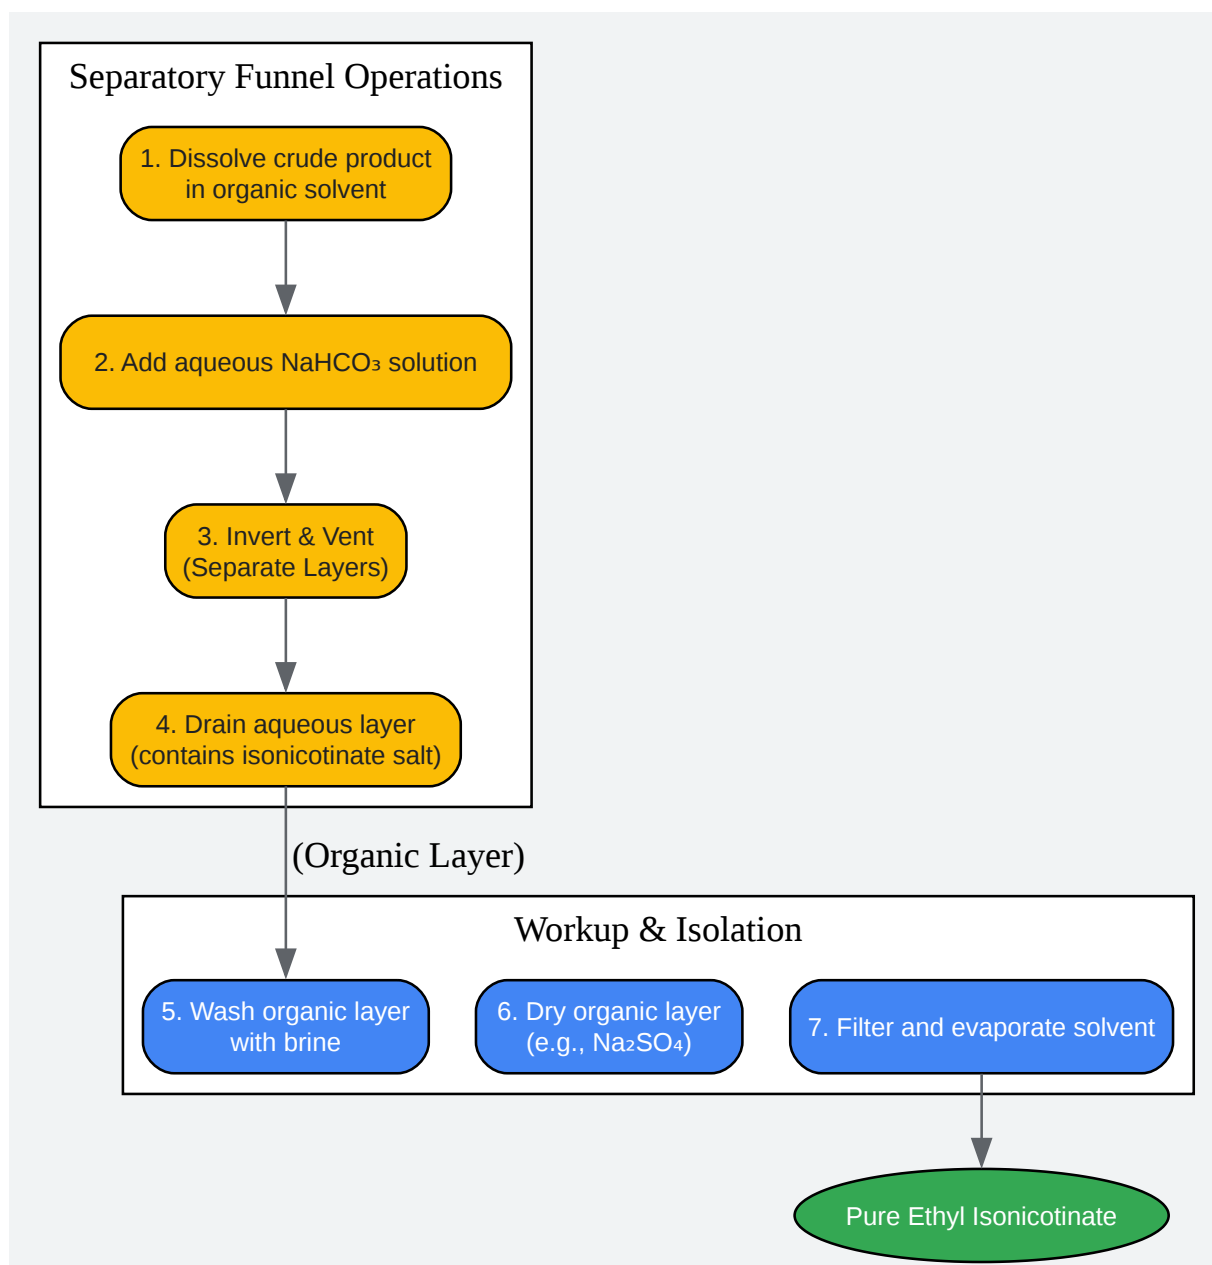 Separatory Funnel Operations
1. Dissolve crude product
in organic solvent
2. Add aqueous NaHCO₃ solution
3. Invert & Vent
(Separate Layers)
4. Drain aqueous layer
(contains isonicotinate salt)
(Organic Layer)
Workup & Isolation
5. Wash organic layer
with brine
6. Dry organic layer
(e.g., Na₂SO₄)
7. Filter and evaporate solvent
Pure Ethyl Isonicotinate